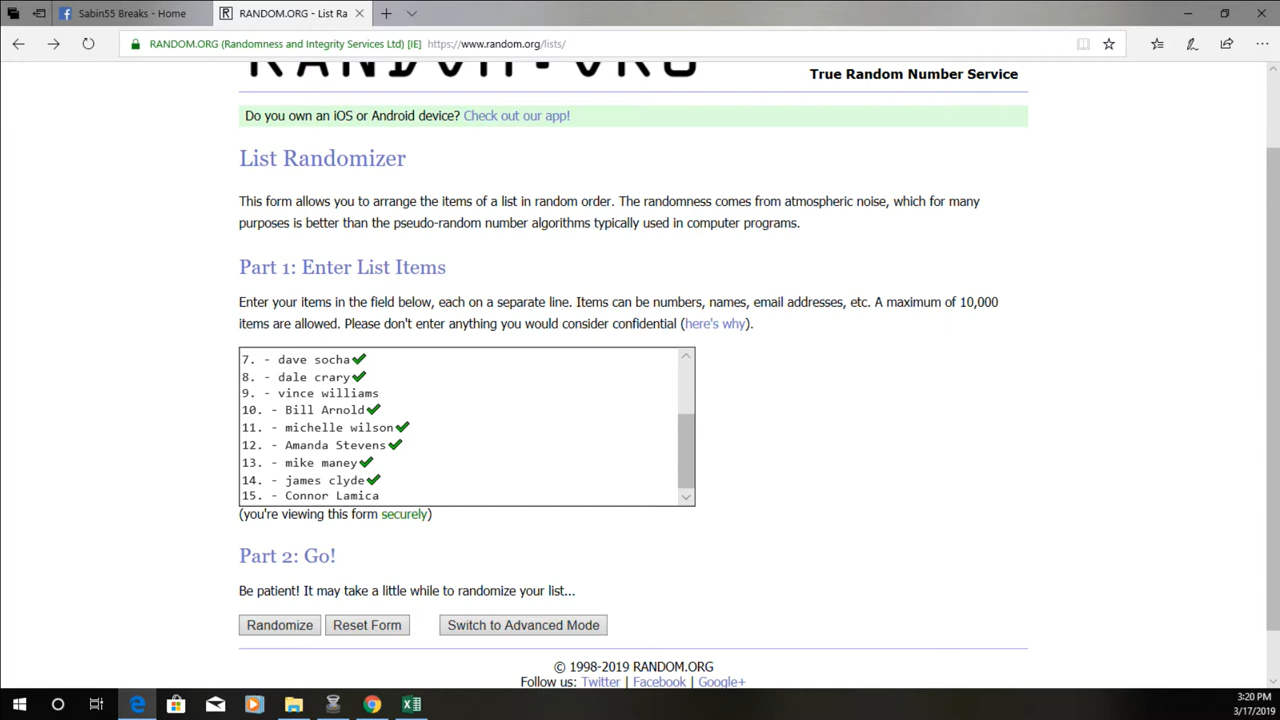 Sabin55 Breaks - Home
RANDOM.ORG - List Ra
RANDOM.ORG (Randomness and Integrity Services Ltd) [IE] https://www.random.org/lists/
RANDOM.ORG
True Random Number Service
Do you own an iOS or Android device? Check out our app!
List Randomizer
This form allows you to arrange the items of a list in random order. The randomness comes from atmospheric noise, which for many
purposes is better than the pseudo-random number algorithms typically used in computer programs.
Part 1: Enter List Items
Enter your items in the field below, each on a separate line. Items can be numbers, names, email addresses, etc. A maximum of 10,000
items are allowed. Please don't enter anything you would consider confidential (here's why).
7. - dave socha✔
8. - dale crary✔
9. - vince williams
10. - Bill Arnold✔
11. - michelle wilson✔
12. - Amanda Stevens✔
13. - mike maney✔
14. - james clyde✔
15. - Connor Lamica
(you're viewing this form securely)
Part 2: Go!
Be patient! It may take a little while to randomize your list...
Randomize Reset Form Switch to Advanced Mode
© 1998-2019 RANDOM.ORG
Follow us: Twitter | Facebook | Google+
3:20 PM
3/17/2019